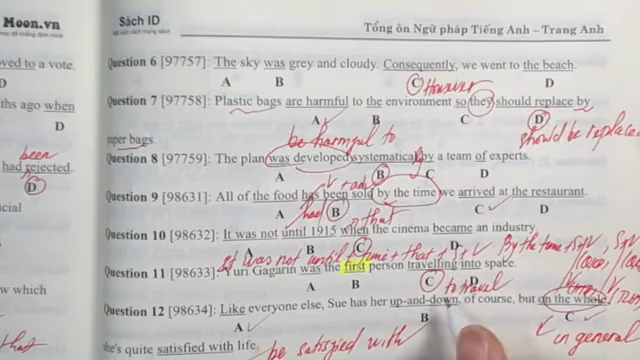 Moon.vn
Sách ID
Tổng ôn Ngữ pháp Tiếng Anh – Trang Anh
oved to a vote.
D
ths ago when
D
been
had rejected.
D
cial
w which
D
Question 6 [97757]: The sky was grey and cloudy. Consequently, we went to the beach.
A B C However D
Question 7 [97758]: Plastic bags are harmful to the environment so they should replace by
A B C D
paper bags.
be harmful to
should be replace
Question 8 [97759]: The plan was developed systematically by a team of experts.
A B C D
V + adv
Question 9 [98631]: All of the food has been sold by the time we arrived at the restaurant.
A had B C D
that
Question 10 [98632]: It was not until 1915 when the cinema became an industry.
A B C D
It was not until + time + that + S + V
By the time + S + V
Question 11 [98633]: Yuri Gagarin was the first person travelling into space.
A B C to travel D
Question 12 [98634]: Like everyone else, Sue has her up-and-down, of course, but on the whole,
A B C
in general
she's quite satisfied with life.
be satisfied with